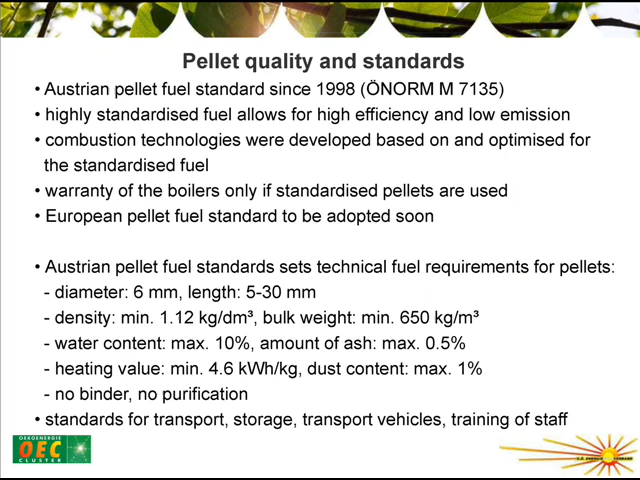 Pellet quality and standards
• Austrian pellet fuel standard since 1998 (ÖNORM M 7135)
• highly standardised fuel allows for high efficiency and low emission
• combustion technologies were developed based on and optimised for
the standardised fuel
• warranty of the boilers only if standardised pellets are used
• European pellet fuel standard to be adopted soon
• Austrian pellet fuel standards sets technical fuel requirements for pellets:
- diameter: 6 mm, length: 5-30 mm
- density: min. 1.12 kg/dm³, bulk weight: min. 650 kg/m³
- water content: max. 10%, amount of ash: max. 0.5%
- heating value: min. 4.6 kWh/kg, dust content: max. 1%
- no binder, no purification
• standards for transport, storage, transport vehicles, training of staff
OEKOENERGIE
OEC
CLUSTER